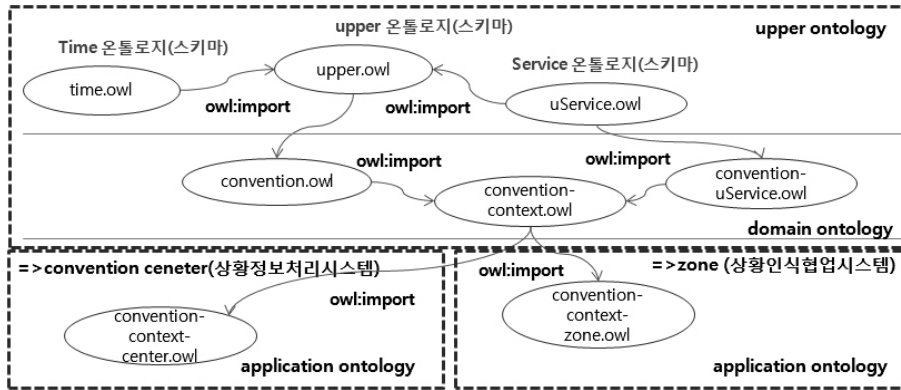 upper ontology
upper 온톨로지(스키마)
Time 온톨로지(스키마)
Service 온톨로지(스키마)
upper.owl
time.owl
uService.owl
owl:import
owl:import
owl:import
owl:import
convention.owl
convention-
context.owl
convention-
uService.owl
domain ontology
=>convention ceneter(상황정보처리시스템)
owl:import
convention-
context-
center.owl
application ontology
=>zone (상황인식협업시스템)
owl:import
convention-
context-
zone.owl
application ontology